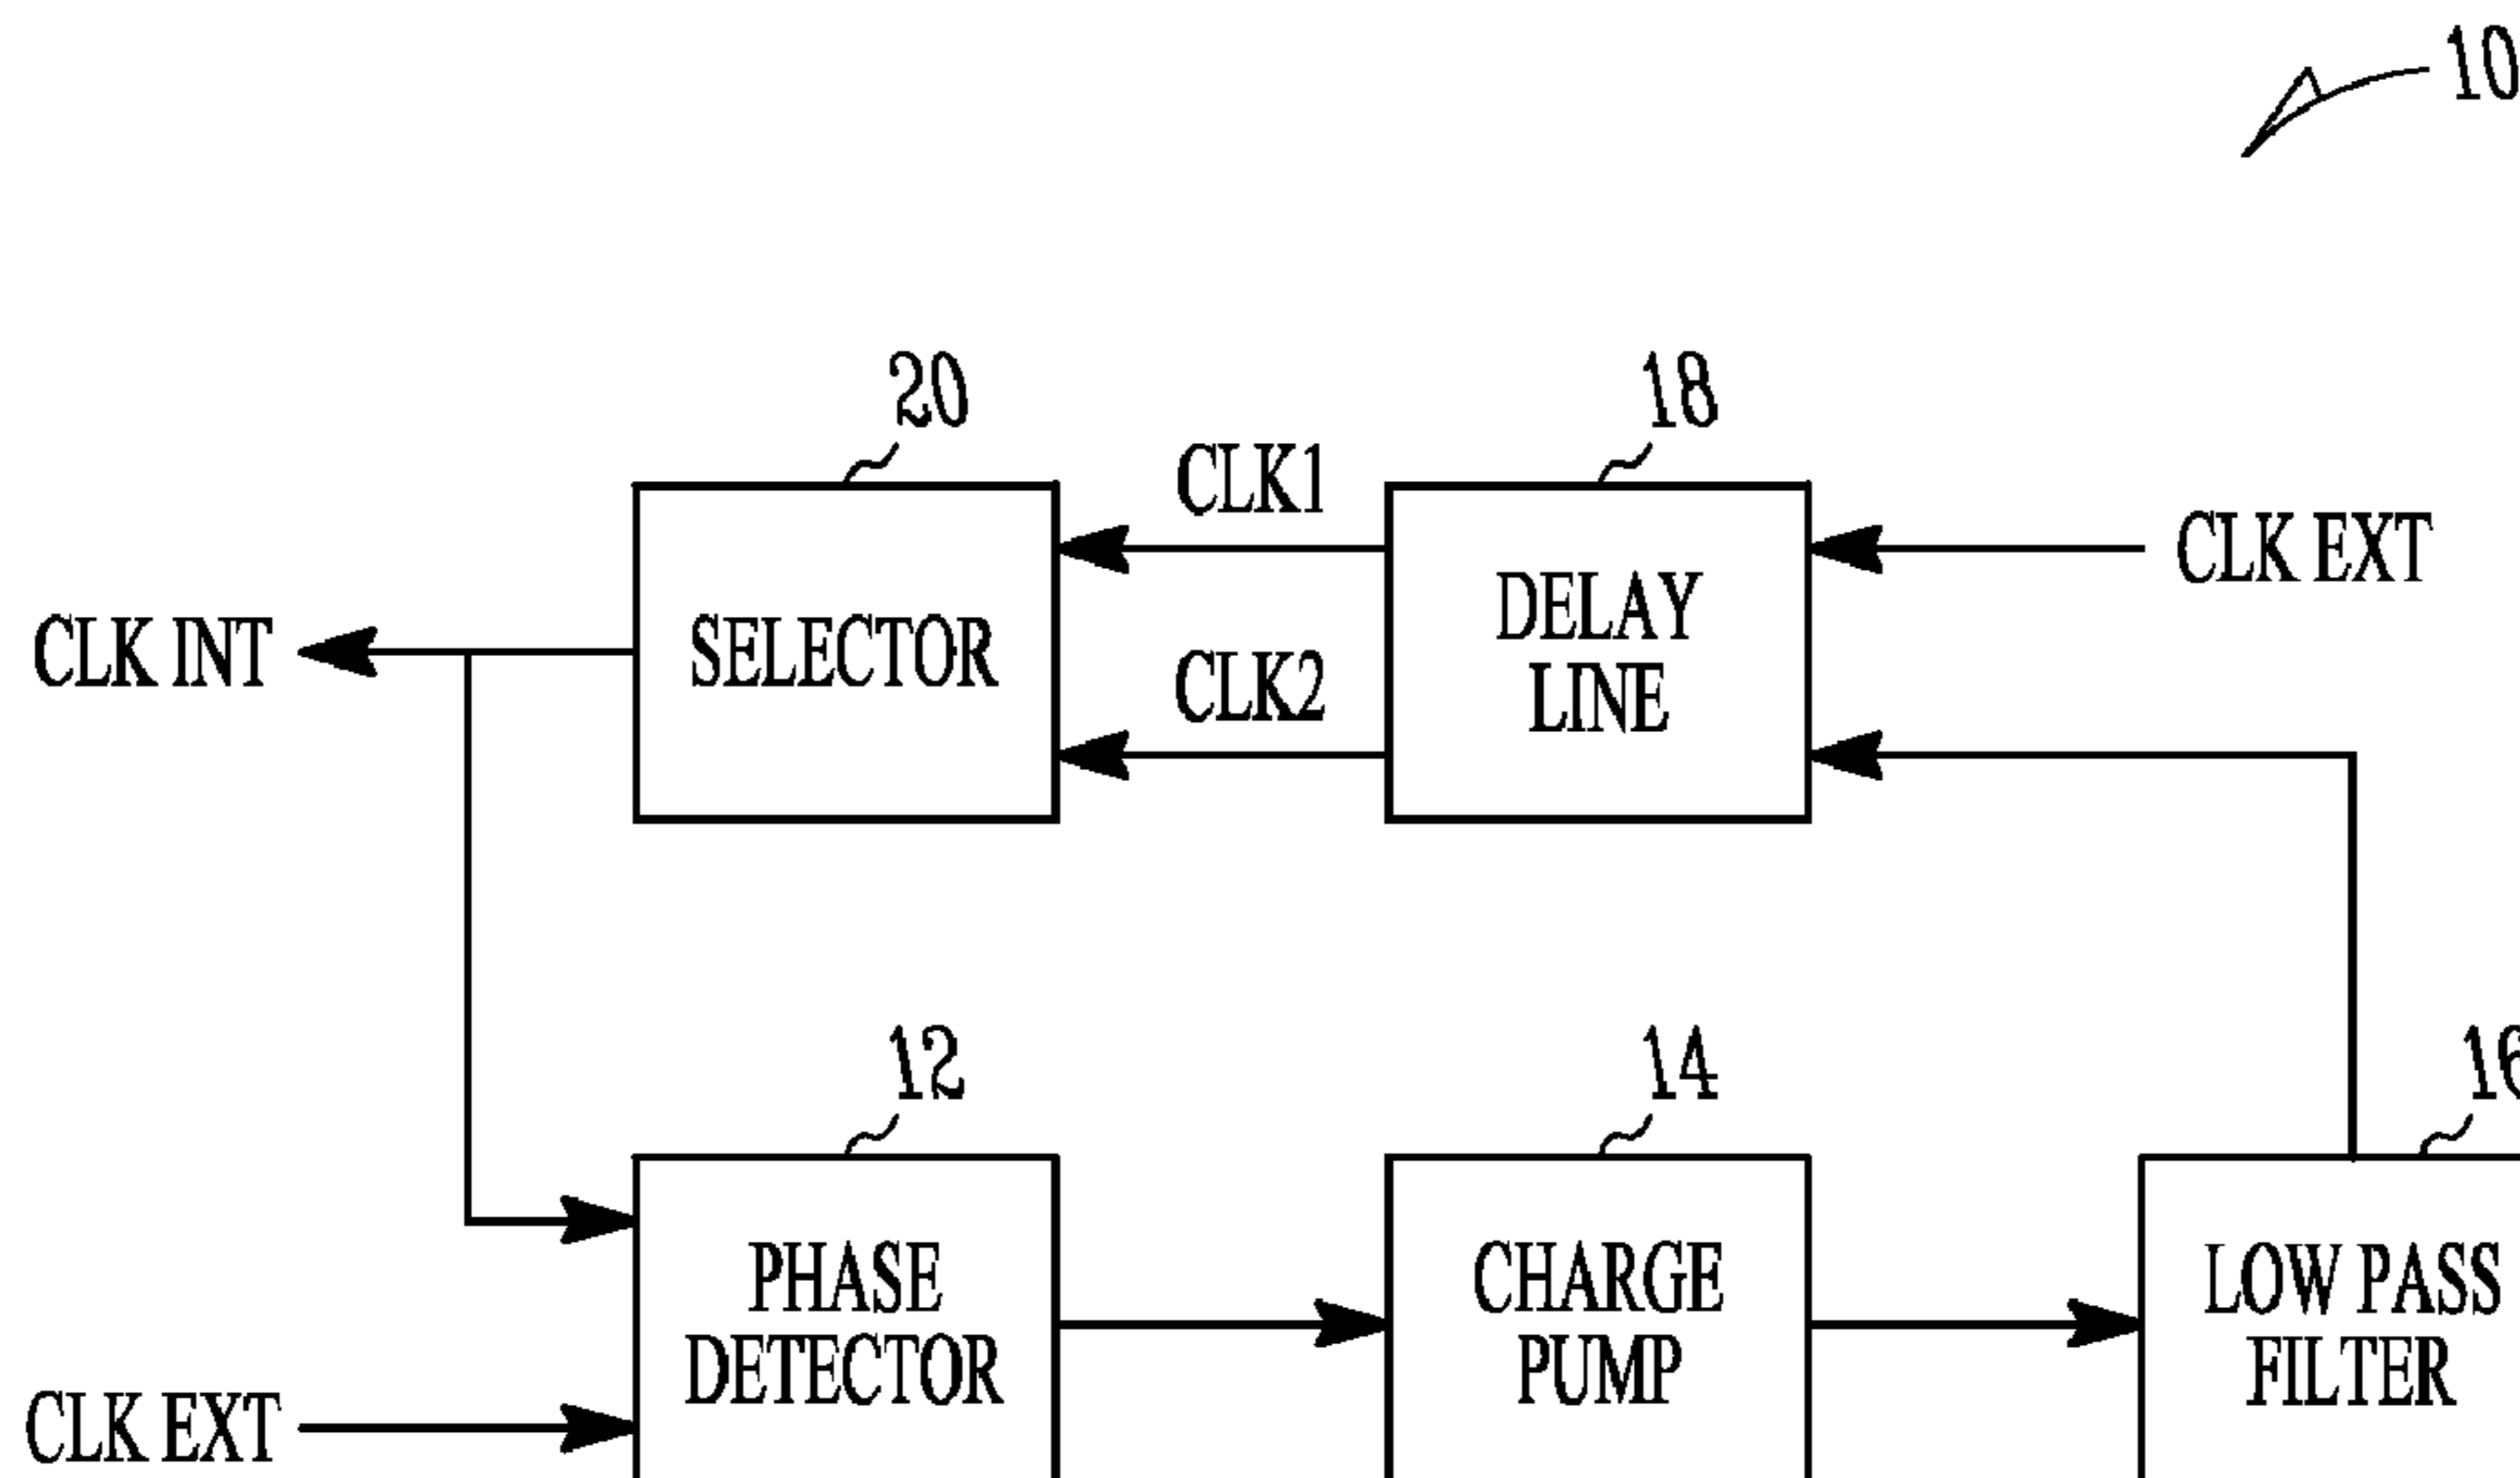 10
20
18
CLK1
CLK EXT
CLK INT
SELECTOR
DELAY
LINE
CLK2
12
14
16
PHASE
DETECTOR
CHARGE
PUMP
LOW PASS
FILTER
CLK EXT